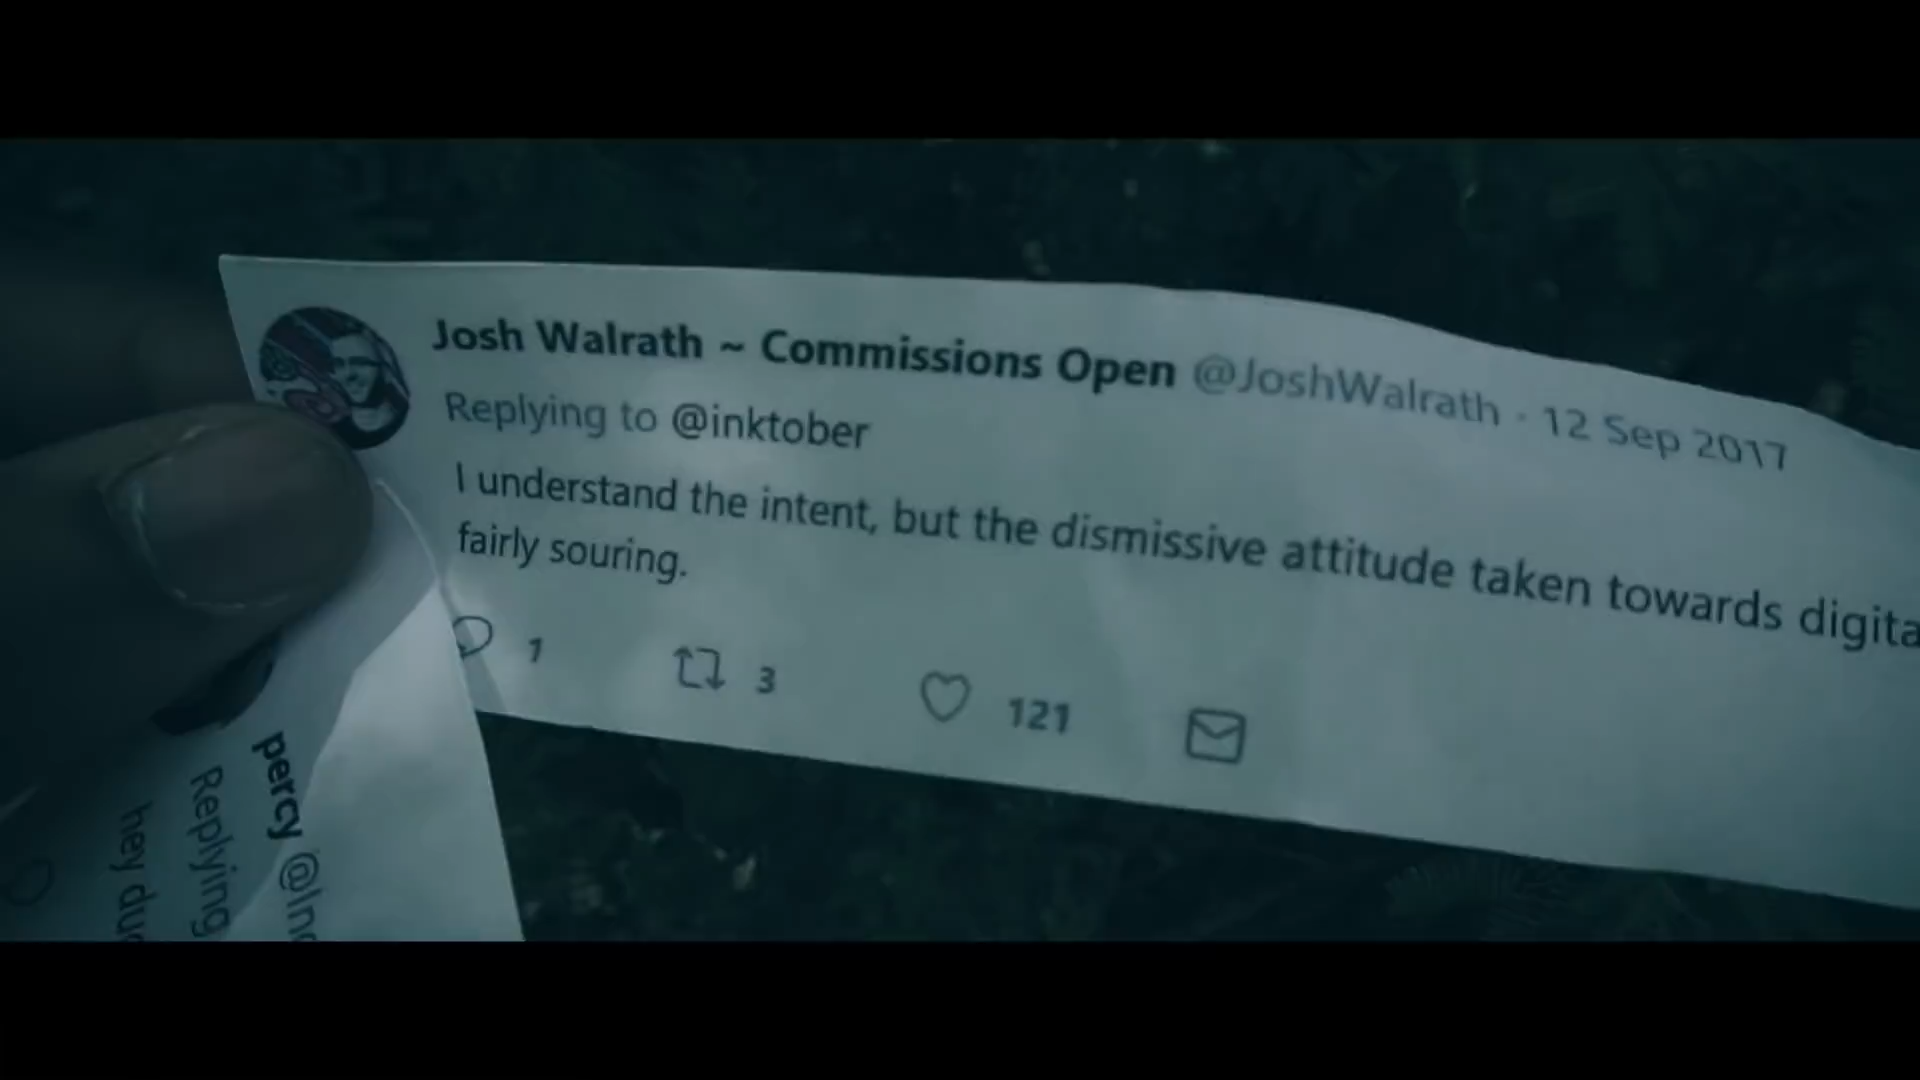 Josh Walrath ~ Commissions Open @JoshWalrath · 12 Sep 2017
Replying to @inktober
I understand the intent, but the dismissive attitude taken towards
fairly souring.
1 3 121
percy
Replying
hey